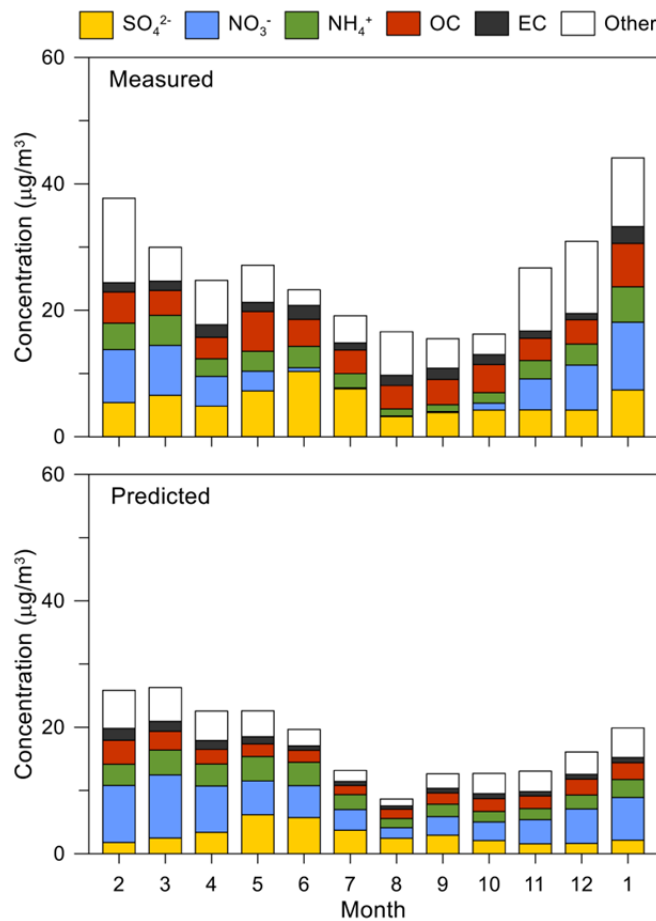 SO₄²⁻ NO₃⁻ NH₄⁺ OC EC Other
60
Measured
40
20
0
Concentration (μg/m³)
60
Predicted
40
20
0
Concentration (μg/m³)
2 3 4 5 6 7 8 9 10 11 12 1
Month